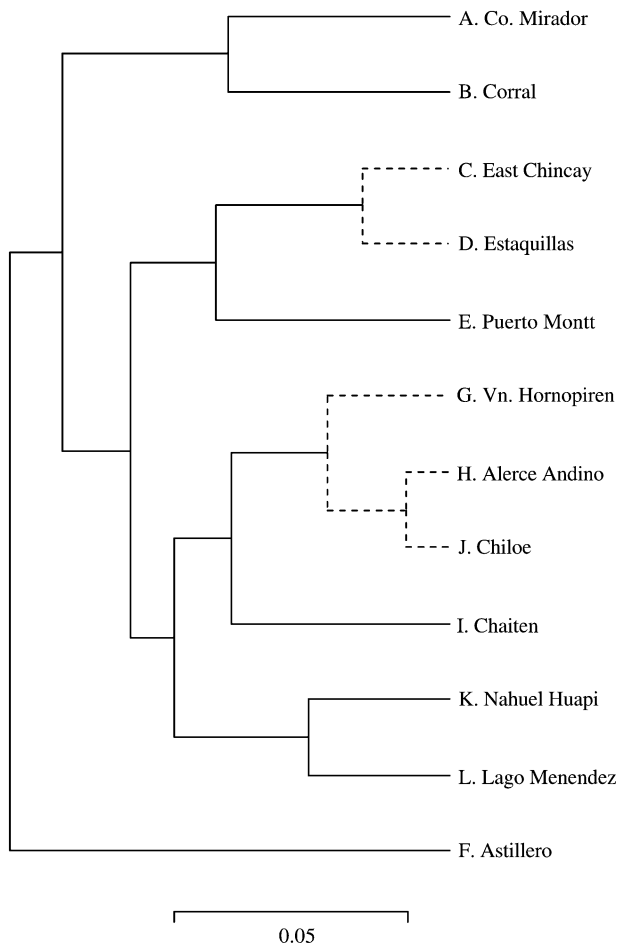 A. Co. Mirador
B. Corral
C. East Chincay
D. Estaquillas
E. Puerto Montt
G. Vn. Hornopiren
H. Alerce Andino
J. Chiloe
I. Chaiten
K. Nahuel Huapi
L. Lago Menendez
F. Astillero
0.05